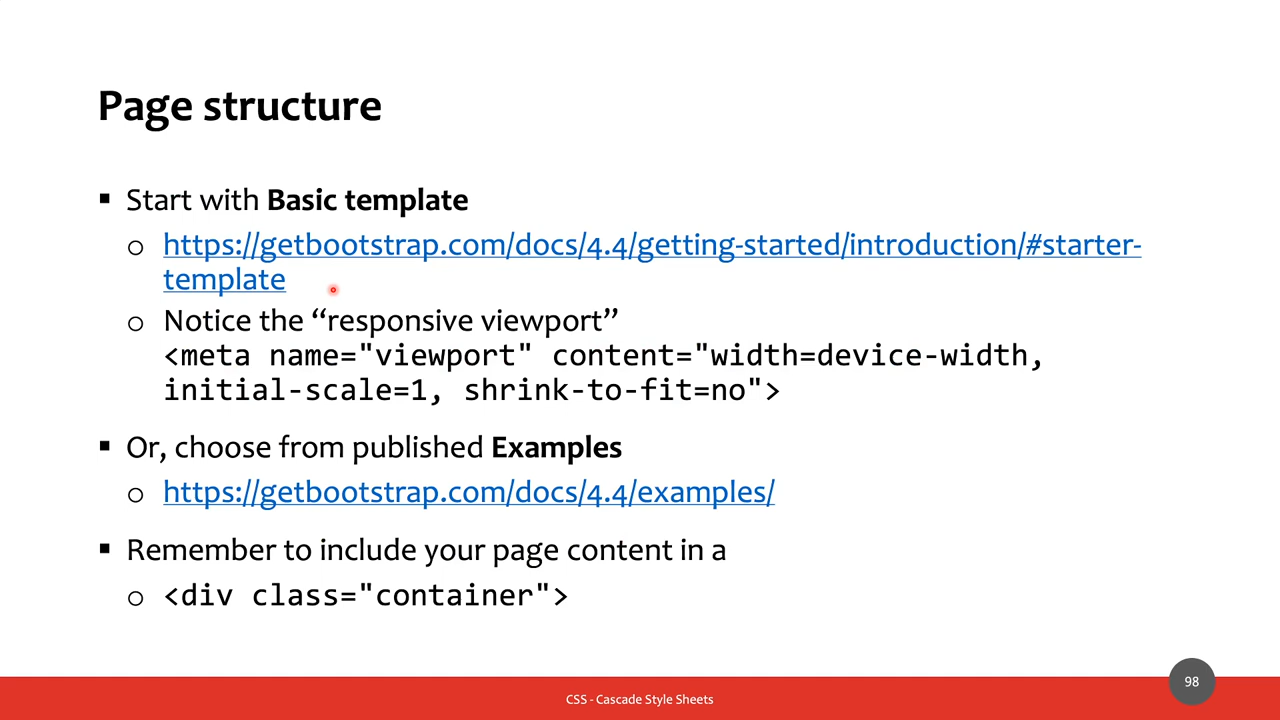 Page structure
▪ Start with Basic template
o https://getbootstrap.com/docs/4.4/getting-started/introduction/#starter-
template
o Notice the “responsive viewport”
<meta name="viewport" content="width=device-width,
initial-scale=1, shrink-to-fit=no">
▪ Or, choose from published Examples
o https://getbootstrap.com/docs/4.4/examples/
▪ Remember to include your page content in a
o <div class="container">
98
CSS - Cascade Style Sheets